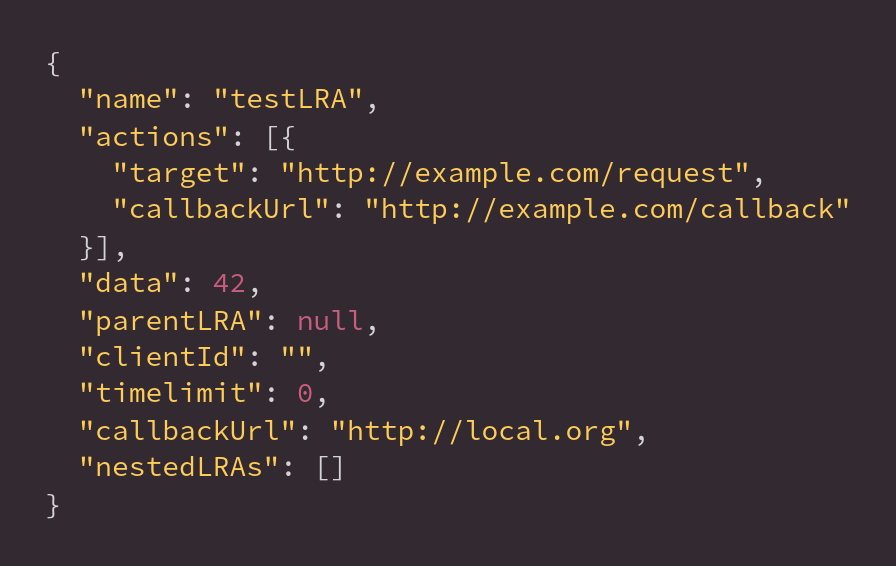 {
  "name": "testLRA",
  "actions": [{
    "target": "http://example.com/request",
    "callbackUrl": "http://example.com/callback"
  }],
  "data": 42,
  "parentLRA": null,
  "clientId": "",
  "timelimit": 0,
  "callbackUrl": "http://local.org",
  "nestedLRAs": []
}